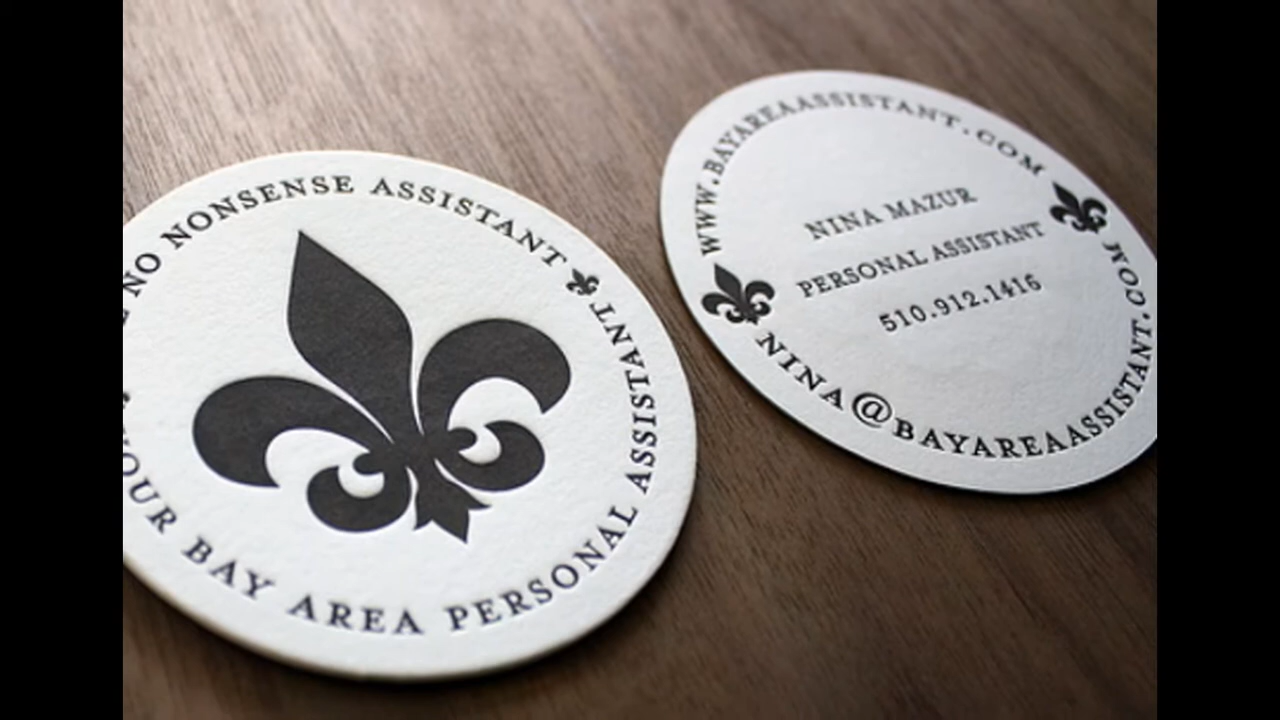 NO NONSENSE ASSISTANT
YOUR BAY AREA PERSONAL ASSISTANT
WWW.BAYAREAASSISTANT.COM
NINA MAZUR
PERSONAL ASSISTANT
510.912.1416
NINA@BAYAREAASSISTANT.COM